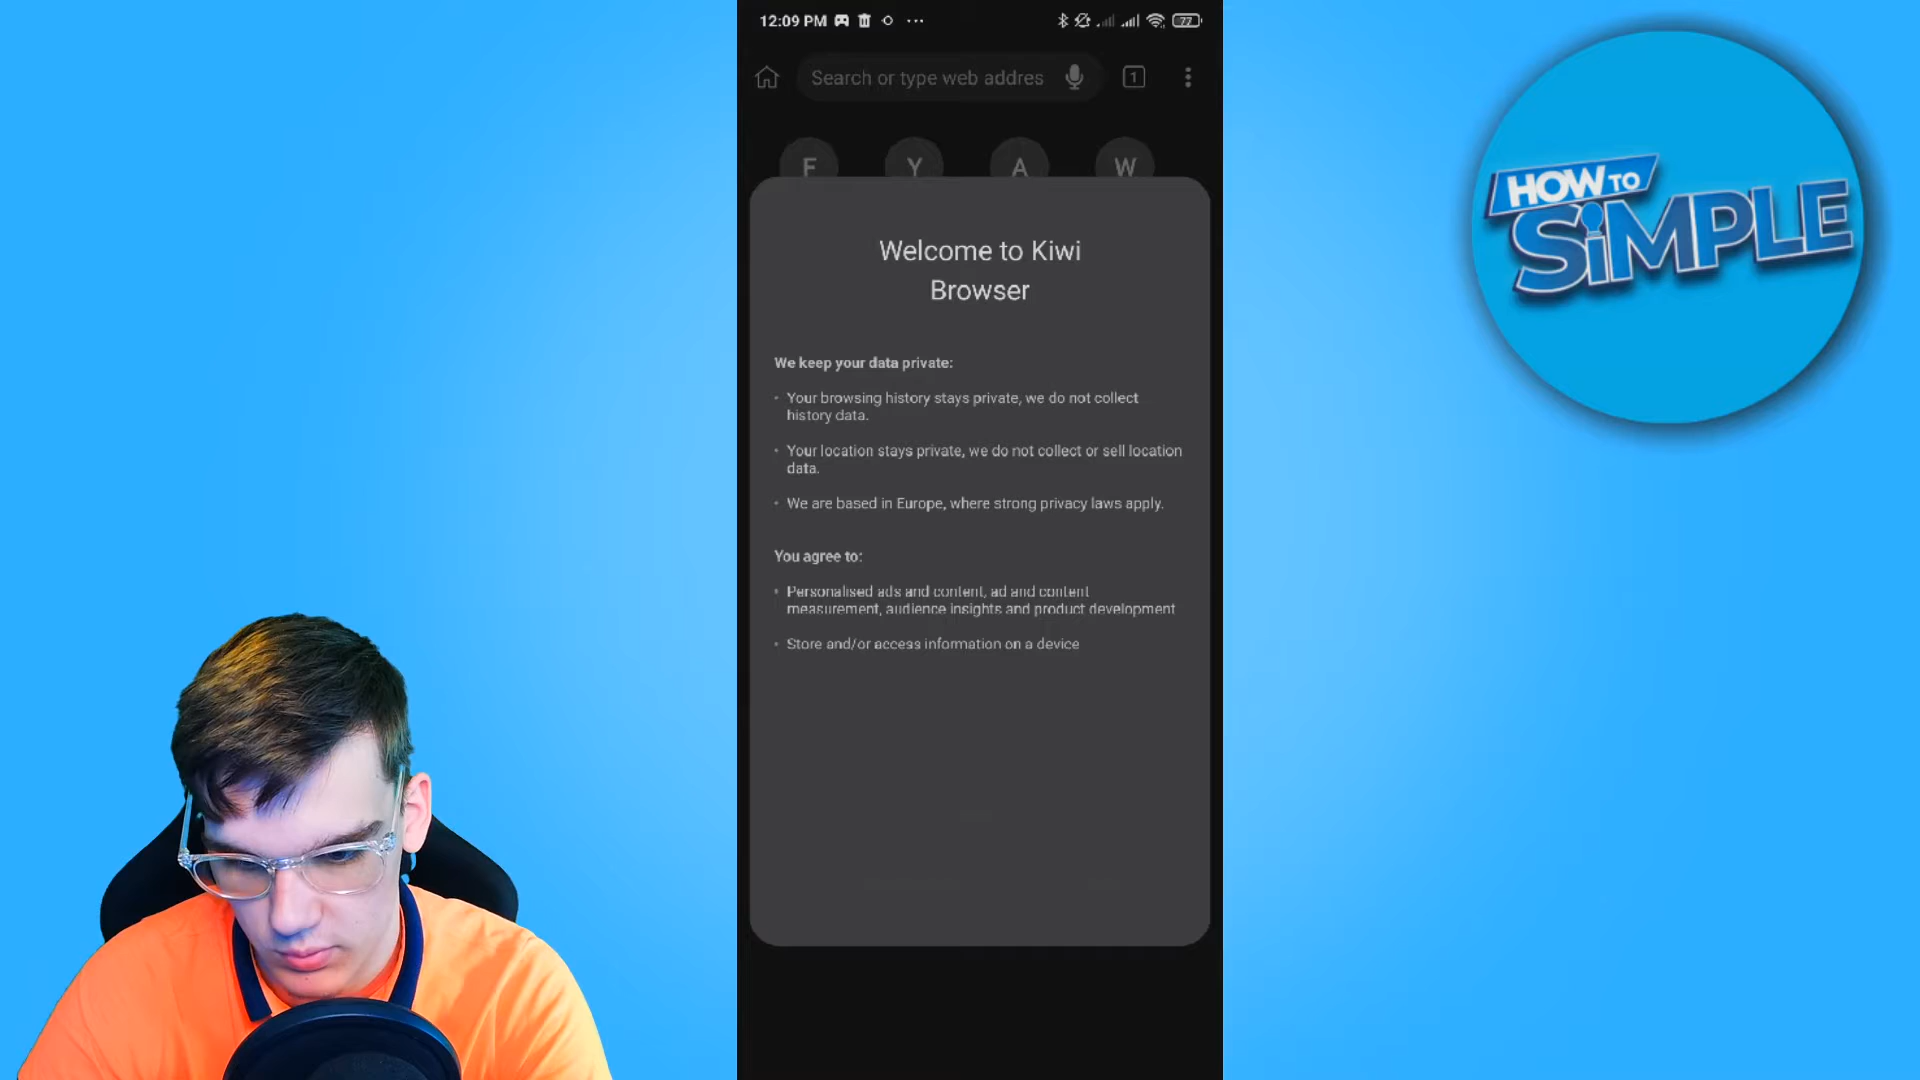 12:09 PM
77
Search or type web addres
1
F Y A W
Welcome to Kiwi
Browser
We keep your data private:
• Your browsing history stays private, we do not collect
history data.
• Your location stays private, we do not collect or sell location
data.
• We are based in Europe, where strong privacy laws apply.
You agree to:
• Personalised ads and content, ad and content
measurement, audience insights and product development
• Store and/or access information on a device
HOW TO
SiMPLE